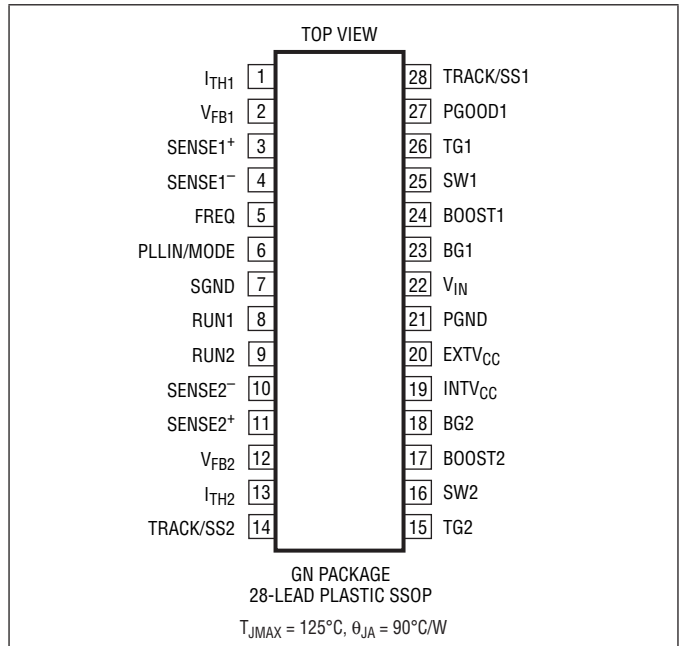 TOP VIEW
I_TH1 1
V_FB1 2
SENSE1⁺ 3
SENSE1⁻ 4
FREQ 5
PLLIN/MODE 6
SGND 7
RUN1 8
RUN2 9
SENSE2⁻ 10
SENSE2⁺ 11
V_FB2 12
I_TH2 13
TRACK/SS2 14
28 TRACK/SS1
27 PGOOD1
26 TG1
25 SW1
24 BOOST1
23 BG1
22 V_IN
21 PGND
20 EXTV_CC
19 INTV_CC
18 BG2
17 BOOST2
16 SW2
15 TG2
GN PACKAGE
28-LEAD PLASTIC SSOP
T_JMAX = 125°C, θ_JA = 90°C/W